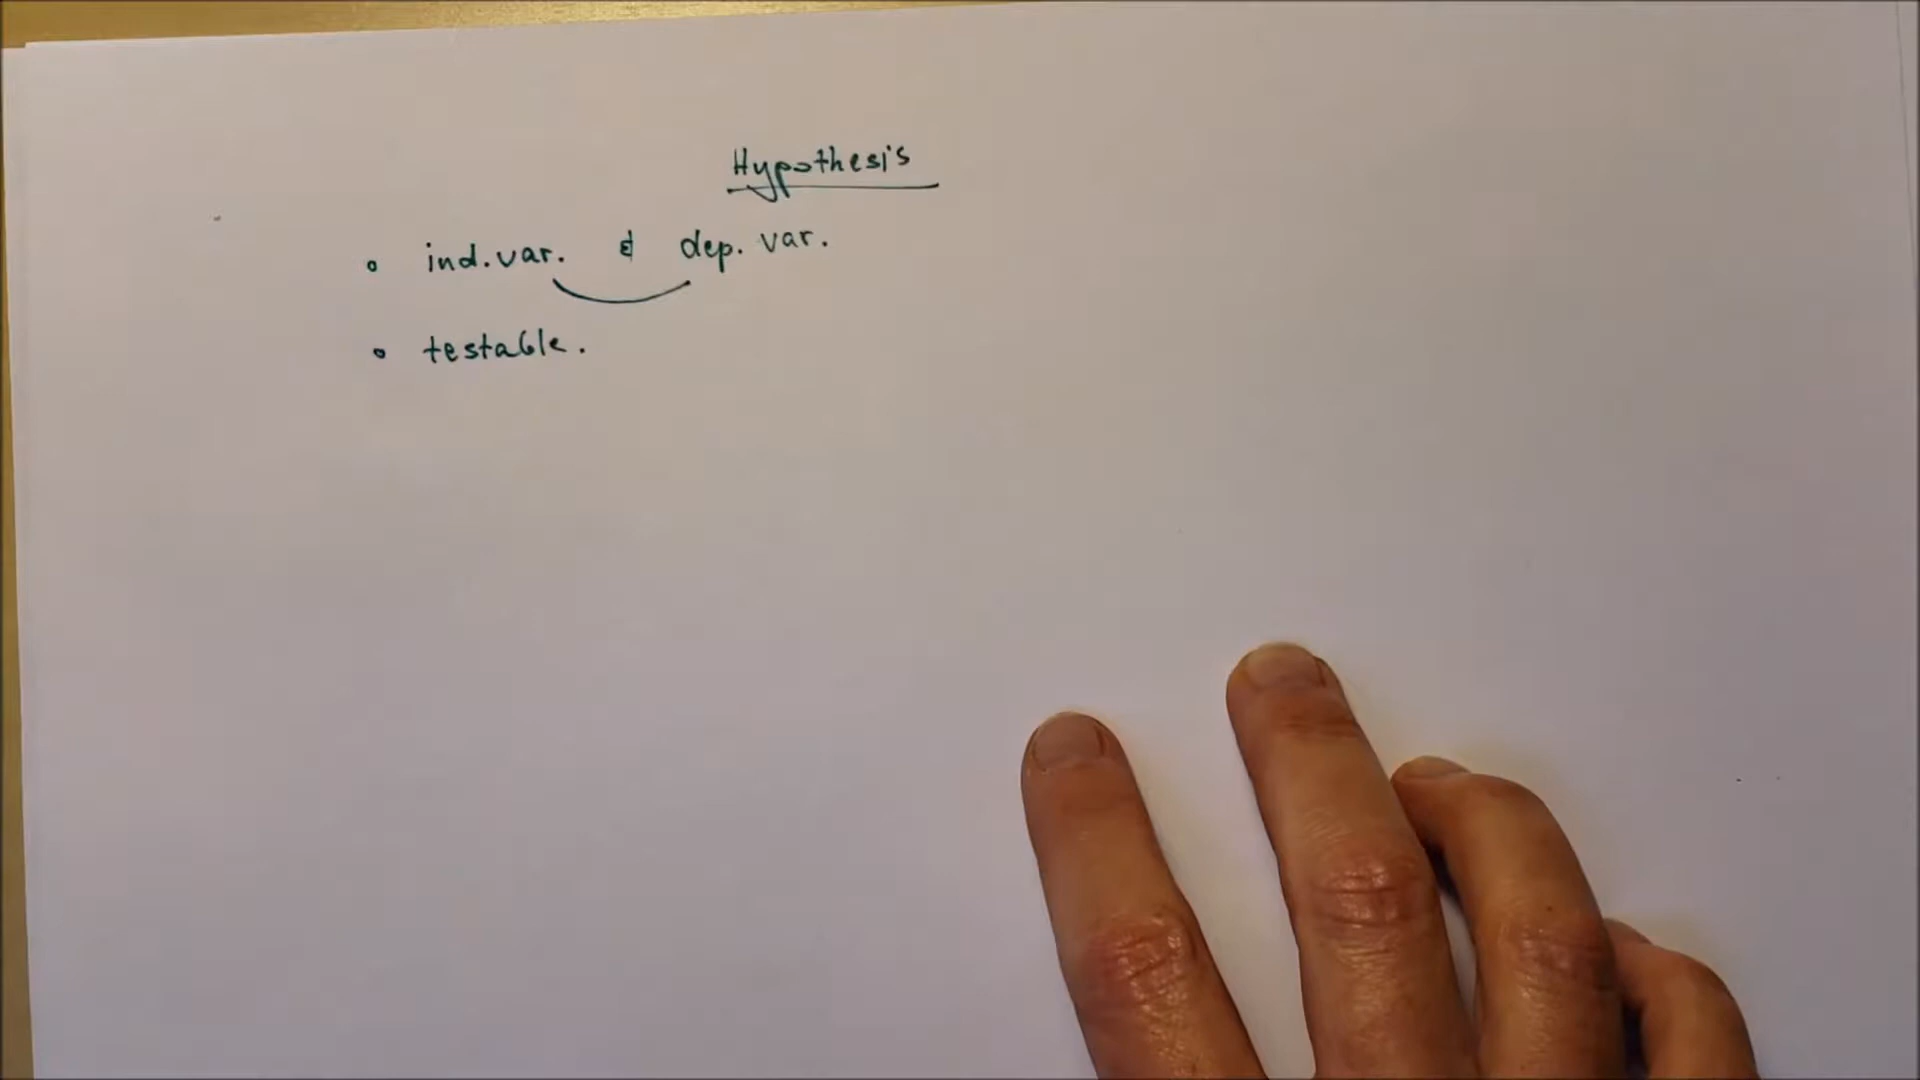 Hypothesis
ind. var. & dep. var.
testable.